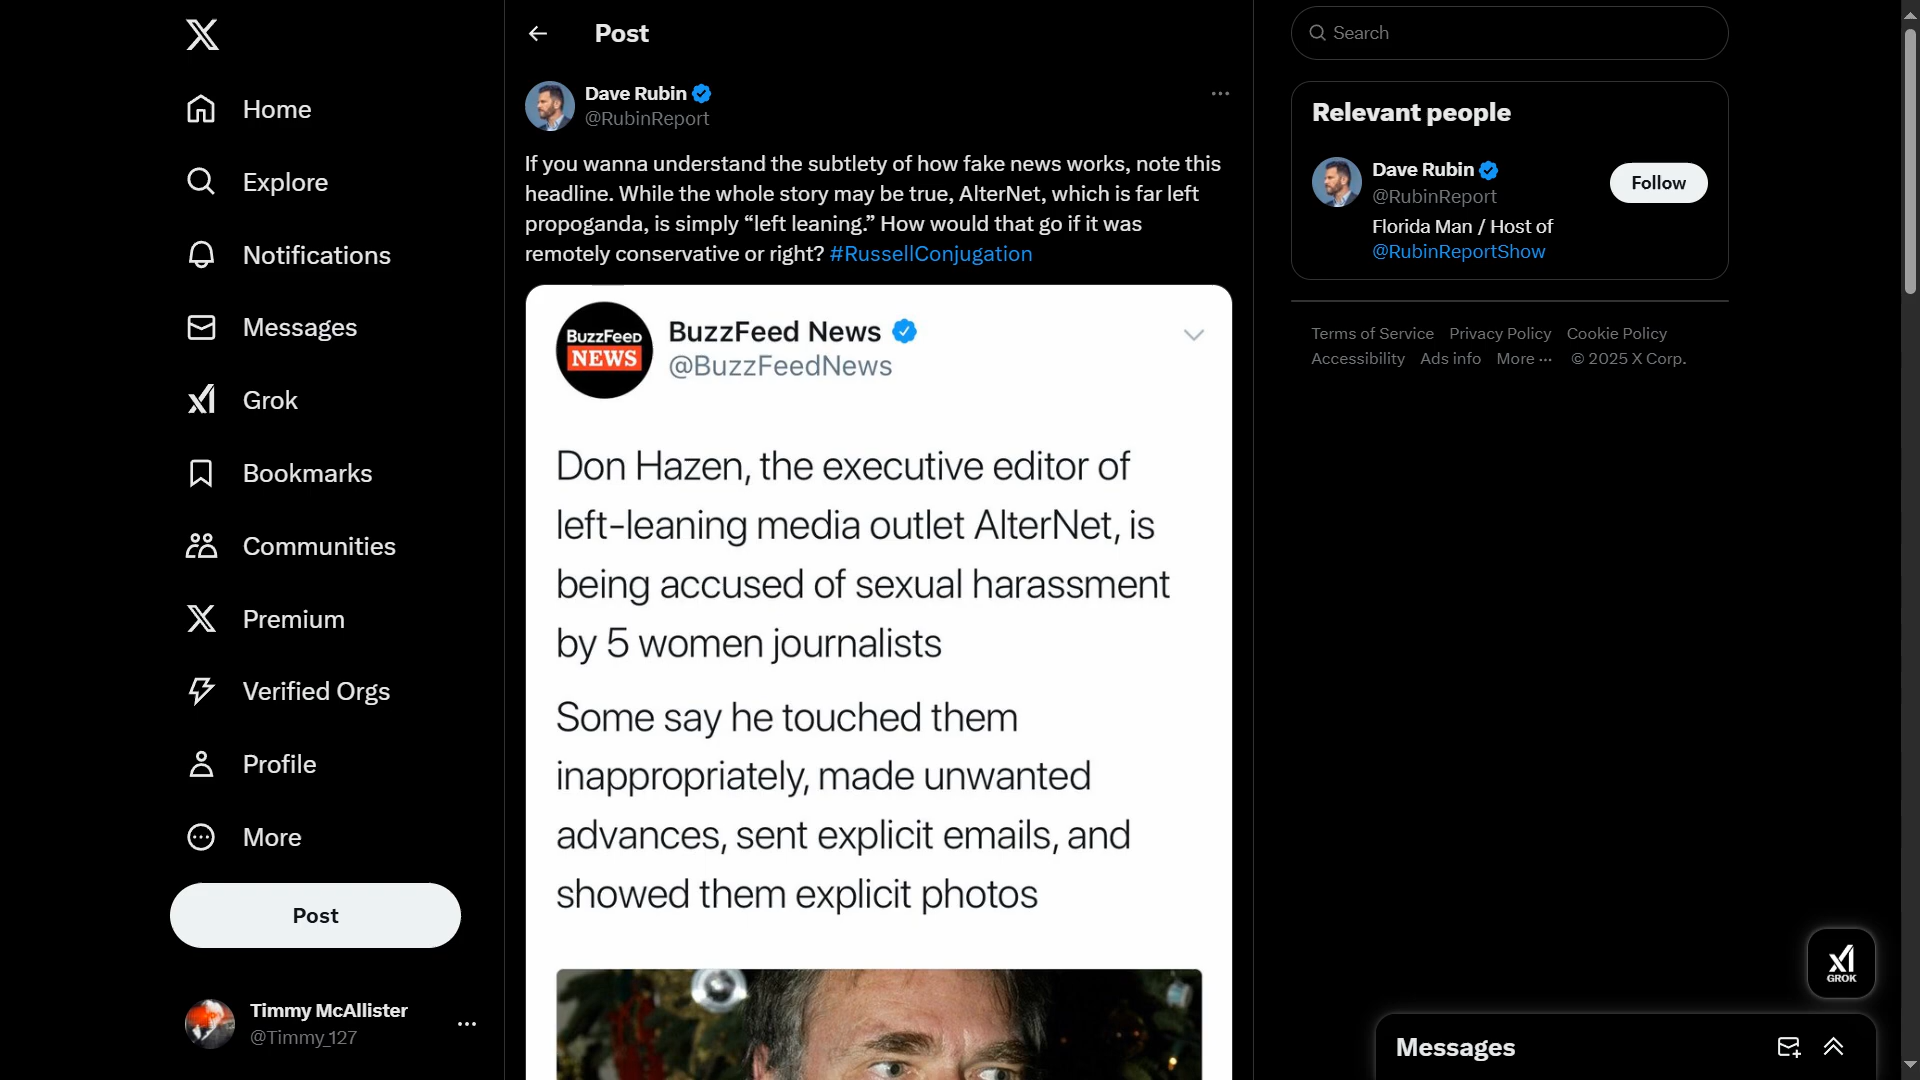 Home
Explore
Notifications
Messages
Grok
Bookmarks
Communities
Premium
Verified Orgs
Profile
More
Post
Timmy McAllister
@Timmy_127
Post
Dave Rubin
@RubinReport
If you wanna understand the subtlety of how fake news works, note this
headline. While the whole story may be true, AlterNet, which is far left
propoganda, is simply “left leaning.” How would that go if it was
remotely conservative or right? #RussellConjugation
BuzzFeed
NEWS
BuzzFeed News
@BuzzFeedNews
Don Hazen, the executive editor of
left-leaning media outlet AlterNet, is
being accused of sexual harassment
by 5 women journalists
Some say he touched them
inappropriately, made unwanted
advances, sent explicit emails, and
showed them explicit photos
Search
Relevant people
Dave Rubin
@RubinReport
Follow
Florida Man / Host of
@RubinReportShow
Terms of Service Privacy Policy Cookie Policy
Accessibility Ads info More ··· © 2025 X Corp.
GROK
Messages